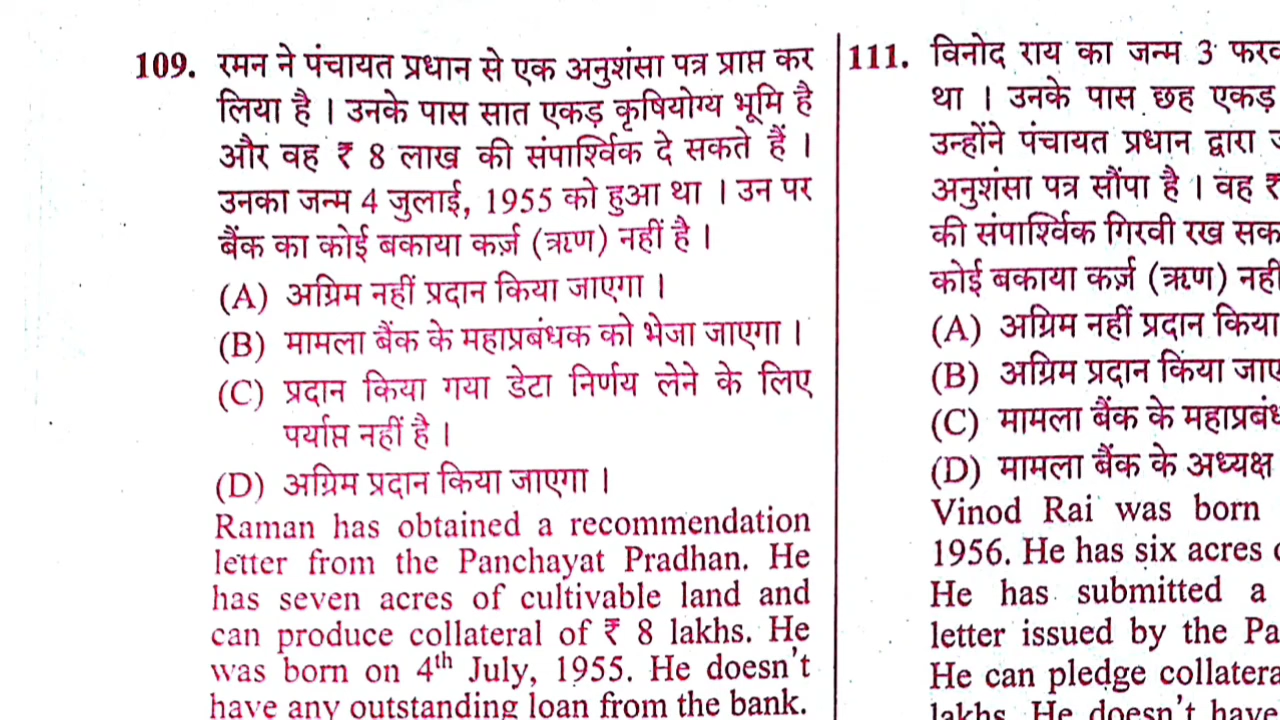 109. रमन ने पंचायत प्रधान से एक अनुशंसा पत्र प्राप्त कर
लिया है । उनके पास सात एकड़ कृषियोग्य भूमि है
और वह ₹ 8 लाख की संपार्श्विक दे सकते हैं ।
उनका जन्म 4 जुलाई, 1955 को हुआ था । उन पर
बैंक का कोई बकाया कर्ज़ (ऋण) नहीं है ।
(A) अग्रिम नहीं प्रदान किया जाएगा ।
(B) मामला बैंक के महाप्रबंधक को भेजा जाएगा ।
(C) प्रदान किया गया डेटा निर्णय लेने के लिए
पर्याप्त नहीं है ।
(D) अग्रिम प्रदान किया जाएगा ।
Raman has obtained a recommendation
letter from the Panchayat Pradhan. He
has seven acres of cultivable land and
can produce collateral of ₹ 8 lakhs. He
was born on 4th July, 1955. He doesn't
have any outstanding loan from the bank.
111. विनोद राय का जन्म 3
था । उनके पास छह एकड़
उन्होंने पंचायत प्रधान द्वारा
अनुशंसा पत्र सौंपा है । वह ₹
की संपार्श्विक गिरवी रख सक
कोई बकाया कर्ज़ (ऋण) नहीं
(A) अग्रिम नहीं प्रदान किया
(B) अग्रिम प्रदान किया जाए
(C) मामला बैंक के महाप्रबंध
(D) मामला बैंक के अध्यक्ष
Vinod Rai was born
1956. He has six acres
He has submitted a
letter issued by the Pa
He can pledge collatera
lakhs. He doesn't have